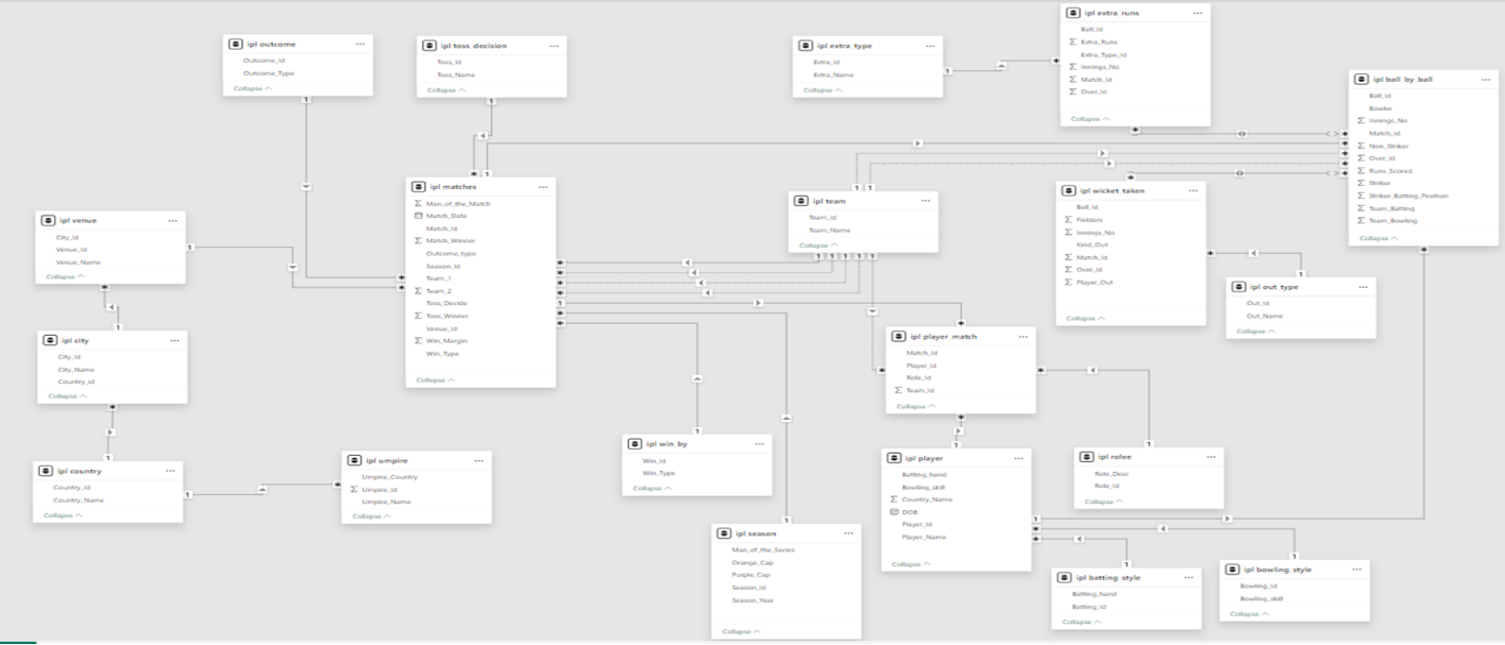 ipl outcome
Outcome_Id
Outcome_Type
Collapse
ipl toss_decision
Toss_Id
Toss_Name
Collapse
ipl extra_type
Extra_Id
Extra_Name
Collapse
ipl extra_runs
Ball_Id
Extra_Runs
Extra_Type_Id
Innings_No
Match_Id
Over_Id
Collapse
ipl ball_by_ball
Ball_Id
Bowler
Innings_No
Match_Id
Non_Striker
Over_Id
Runs_Scored
Striker
Striker_Batting_Position
Team_Batting
Team_Bowling
Collapse
ipl venue
City_Id
Venue_Id
Venue_Name
Collapse
ipl matches
Man_of_the_Match
Match_Date
Match_Id
Match_Winner
Outcome_type
Season_Id
Team_1
Team_2
Toss_Decide
Toss_Winner
Venue_Id
Win_Margin
Win_Type
Collapse
ipl team
Team_Id
Team_Name
Collapse
ipl wicket_taken
Ball_Id
Fielders
Innings_No
Kind_Out
Match_Id
Over_Id
Player_Out
Collapse
ipl out_type
Out_Id
Out_Name
Collapse
ipl city
City_Id
City_Name
Country_Id
Collapse
ipl player_match
Match_Id
Player_Id
Role_Id
Team_Id
Collapse
ipl country
Country_Id
Country_Name
Collapse
ipl umpire
Umpire_Country
Umpire_Id
Umpire_Name
Collapse
ipl win_by
Win_Id
Win_Type
Collapse
ipl player
Batting_hand
Bowling_skill
Country_Name
DOB
Player_Id
Player_Name
Collapse
ipl rolee
Role_Desc
Role_Id
Collapse
ipl season
Man_of_the_Series
Orange_Cap
Purple_Cap
Season_Id
Season_Year
Collapse
ipl batting_style
Batting_hand
Batting_Id
Collapse
ipl bowling_style
Bowling_Id
Bowling_skill
Collapse